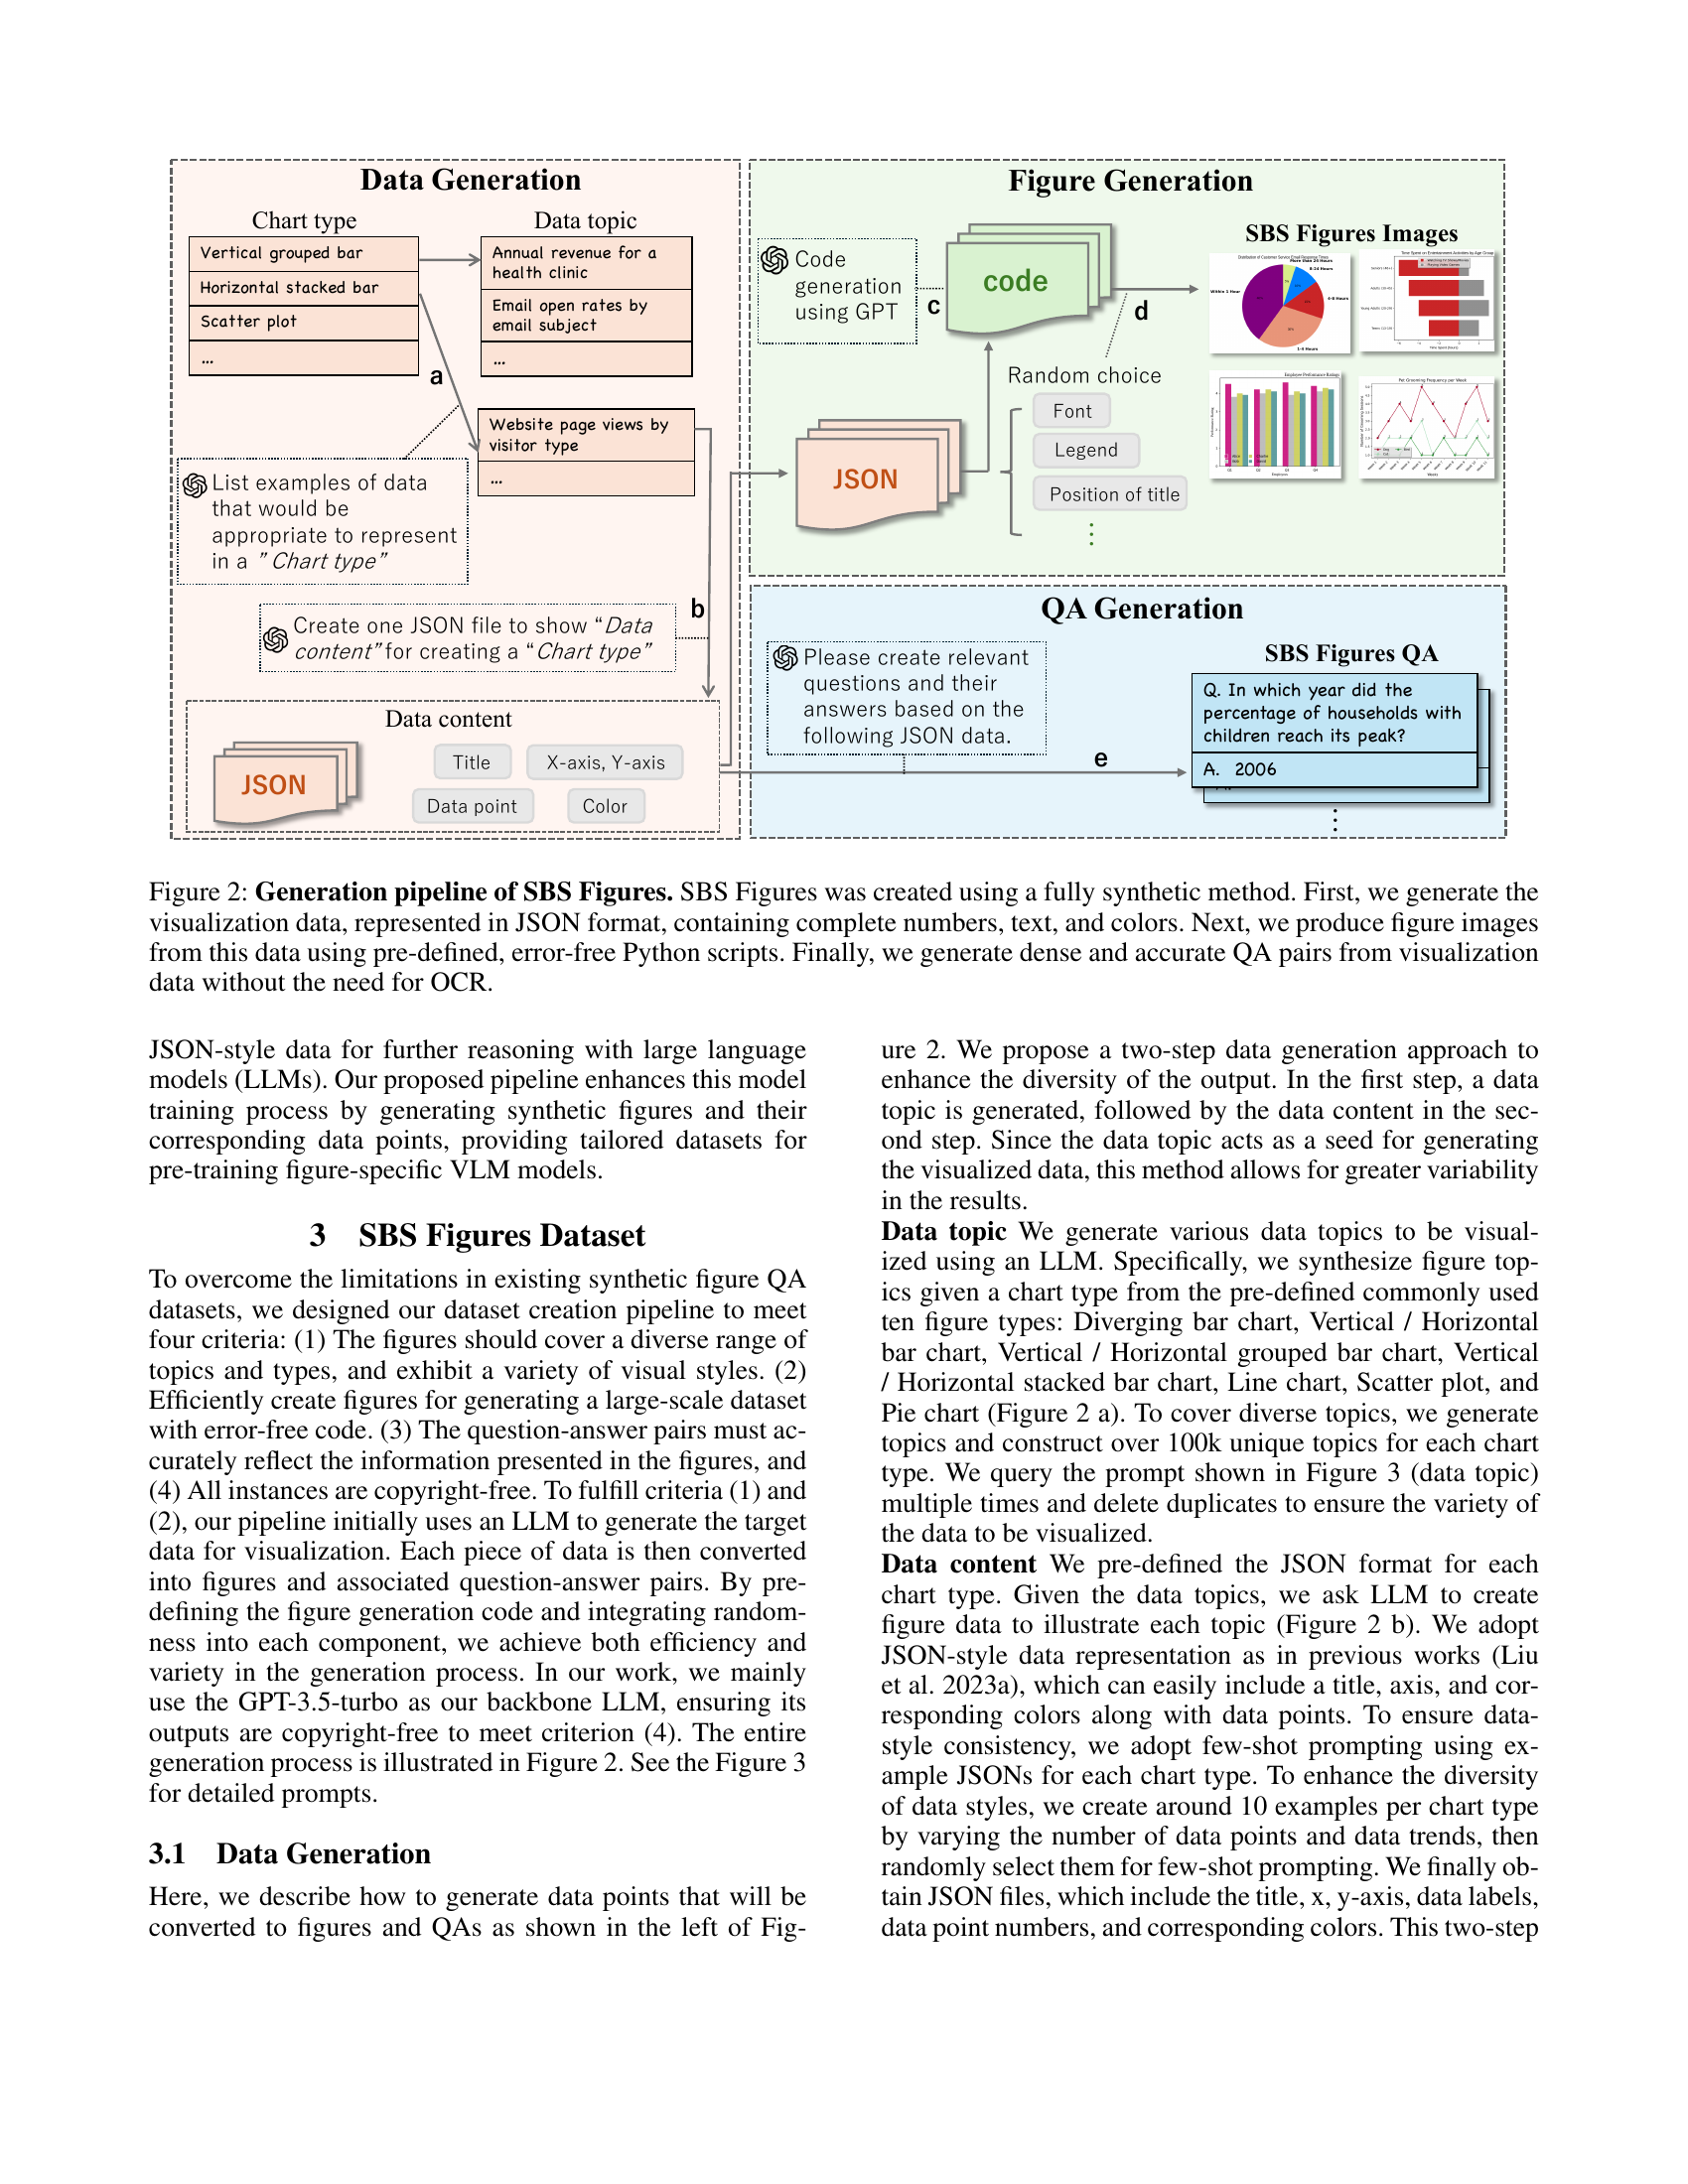 Data Generation
Chart type
Data topic
Vertical grouped bar
Horizontal stacked bar
Scatter plot
...
Annual revenue for a
health clinic
Email open rates by
email subject
...
a
Website page views by
visitor type
...
List examples of data
that would be
appropriate to represent
in a ” Chart type”
b
Create one JSON file to show “Data
content” for creating a “Chart type”
Data content
JSON
Title
X-axis, Y-axis
Data point
Color
Figure Generation
Code
generation
using GPT
c
code
d
SBS Figures Images
Random choice
Font
Legend
Position of title
JSON
QA Generation
Please create relevant
questions and their
answers based on the
following JSON data.
e
SBS Figures QA
Q. In which year did the
percentage of households with
children reach its peak?
A. 2006
Figure 2: Generation pipeline of SBS Figures. SBS Figures was created using a fully synthetic method. First, we generate the
visualization data, represented in JSON format, containing complete numbers, text, and colors. Next, we produce figure images
from this data using pre-defined, error-free Python scripts. Finally, we generate dense and accurate QA pairs from visualization
data without the need for OCR.
JSON-style data for further reasoning with large language
models (LLMs). Our proposed pipeline enhances this model
training process by generating synthetic figures and their
corresponding data points, providing tailored datasets for
pre-training figure-specific VLM models.
3 SBS Figures Dataset
To overcome the limitations in existing synthetic figure QA
datasets, we designed our dataset creation pipeline to meet
four criteria: (1) The figures should cover a diverse range of
topics and types, and exhibit a variety of visual styles. (2)
Efficiently create figures for generating a large-scale dataset
with error-free code. (3) The question-answer pairs must ac-
curately reflect the information presented in the figures, and
(4) All instances are copyright-free. To fulfill criteria (1) and
(2), our pipeline initially uses an LLM to generate the target
data for visualization. Each piece of data is then converted
into figures and associated question-answer pairs. By pre-
defining the figure generation code and integrating random-
ness into each component, we achieve both efficiency and
variety in the generation process. In our work, we mainly
use the GPT-3.5-turbo as our backbone LLM, ensuring its
outputs are copyright-free to meet criterion (4). The entire
generation process is illustrated in Figure 2. See the Figure 3
for detailed prompts.
3.1 Data Generation
Here, we describe how to generate data points that will be
converted to figures and QAs as shown in the left of Fig-
ure 2. We propose a two-step data generation approach to
enhance the diversity of the output. In the first step, a data
topic is generated, followed by the data content in the sec-
ond step. Since the data topic acts as a seed for generating
the visualized data, this method allows for greater variability
in the results.
Data topic We generate various data topics to be visual-
ized using an LLM. Specifically, we synthesize figure top-
ics given a chart type from the pre-defined commonly used
ten figure types: Diverging bar chart, Vertical / Horizontal
bar chart, Vertical / Horizontal grouped bar chart, Vertical
/ Horizontal stacked bar chart, Line chart, Scatter plot, and
Pie chart (Figure 2 a). To cover diverse topics, we generate
topics and construct over 100k unique topics for each chart
type. We query the prompt shown in Figure 3 (data topic)
multiple times and delete duplicates to ensure the variety of
the data to be visualized.
Data content We pre-defined the JSON format for each
chart type. Given the data topics, we ask LLM to create
figure data to illustrate each topic (Figure 2 b). We adopt
JSON-style data representation as in previous works (Liu
et al. 2023a), which can easily include a title, axis, and cor-
responding colors along with data points. To ensure data-
style consistency, we adopt few-shot prompting using ex-
ample JSONs for each chart type. To enhance the diversity
of data styles, we create around 10 examples per chart type
by varying the number of data points and data trends, then
randomly select them for few-shot prompting. We finally ob-
tain JSON files, which include the title, x, y-axis, data labels,
data point numbers, and corresponding colors. This two-step